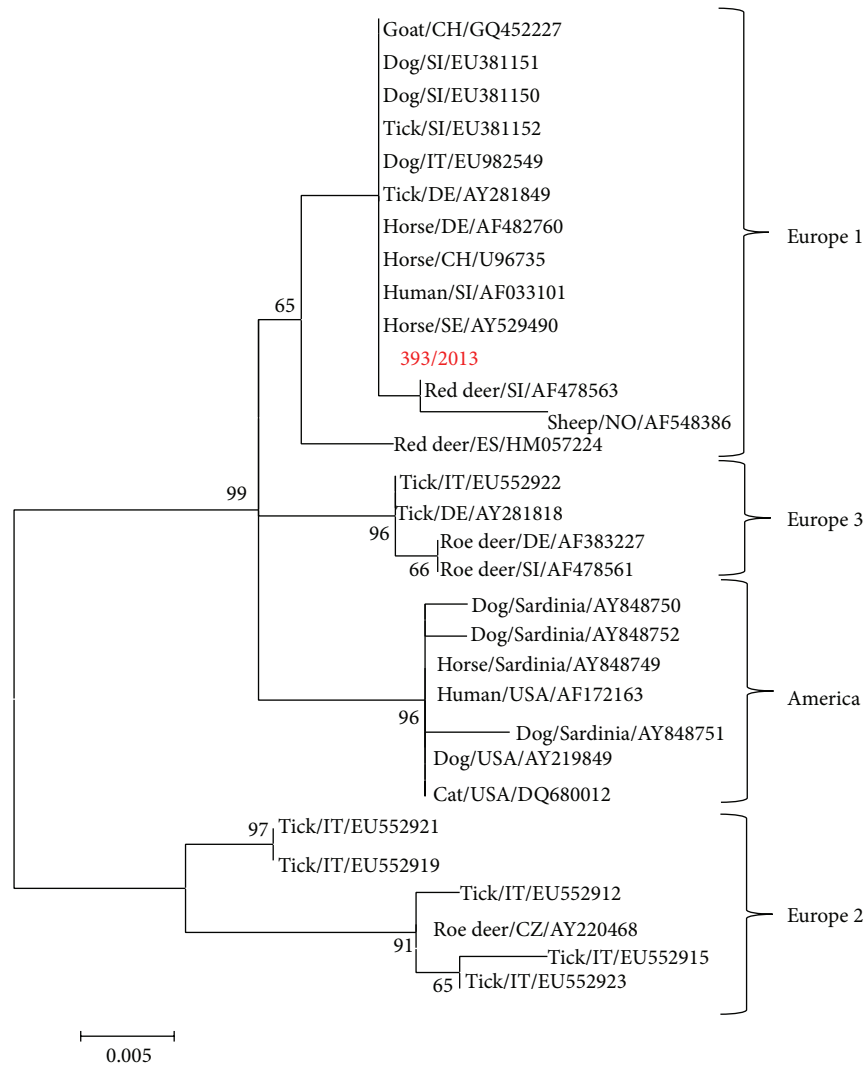 Goat/CH/GQ452227
Dog/SI/EU381151
Dog/SI/EU381150
Tick/SI/EU381152
Dog/IT/EU982549
Tick/DE/AY281849
Horse/DE/AF482760
Horse/CH/U96735
Human/SI/AF033101
Horse/SE/AY529490
393/2013
Red deer/SI/AF478563
Sheep/NO/AF548386
Red deer/ES/HM057224
65
Europe 1
99
Tick/IT/EU552922
Tick/DE/AY281818
Roe deer/DE/AF383227
Roe deer/SI/AF478561
96
66
Europe 3
Dog/Sardinia/AY848750
Dog/Sardinia/AY848752
Horse/Sardinia/AY848749
Human/USA/AF172163
Dog/Sardinia/AY848751
Dog/USA/AY219849
Cat/USA/DQ680012
96
America
97
Tick/IT/EU552921
Tick/IT/EU552919
Tick/IT/EU552912
Roe deer/CZ/AY220468
Tick/IT/EU552915
Tick/IT/EU552923
91
65
Europe 2
0.005